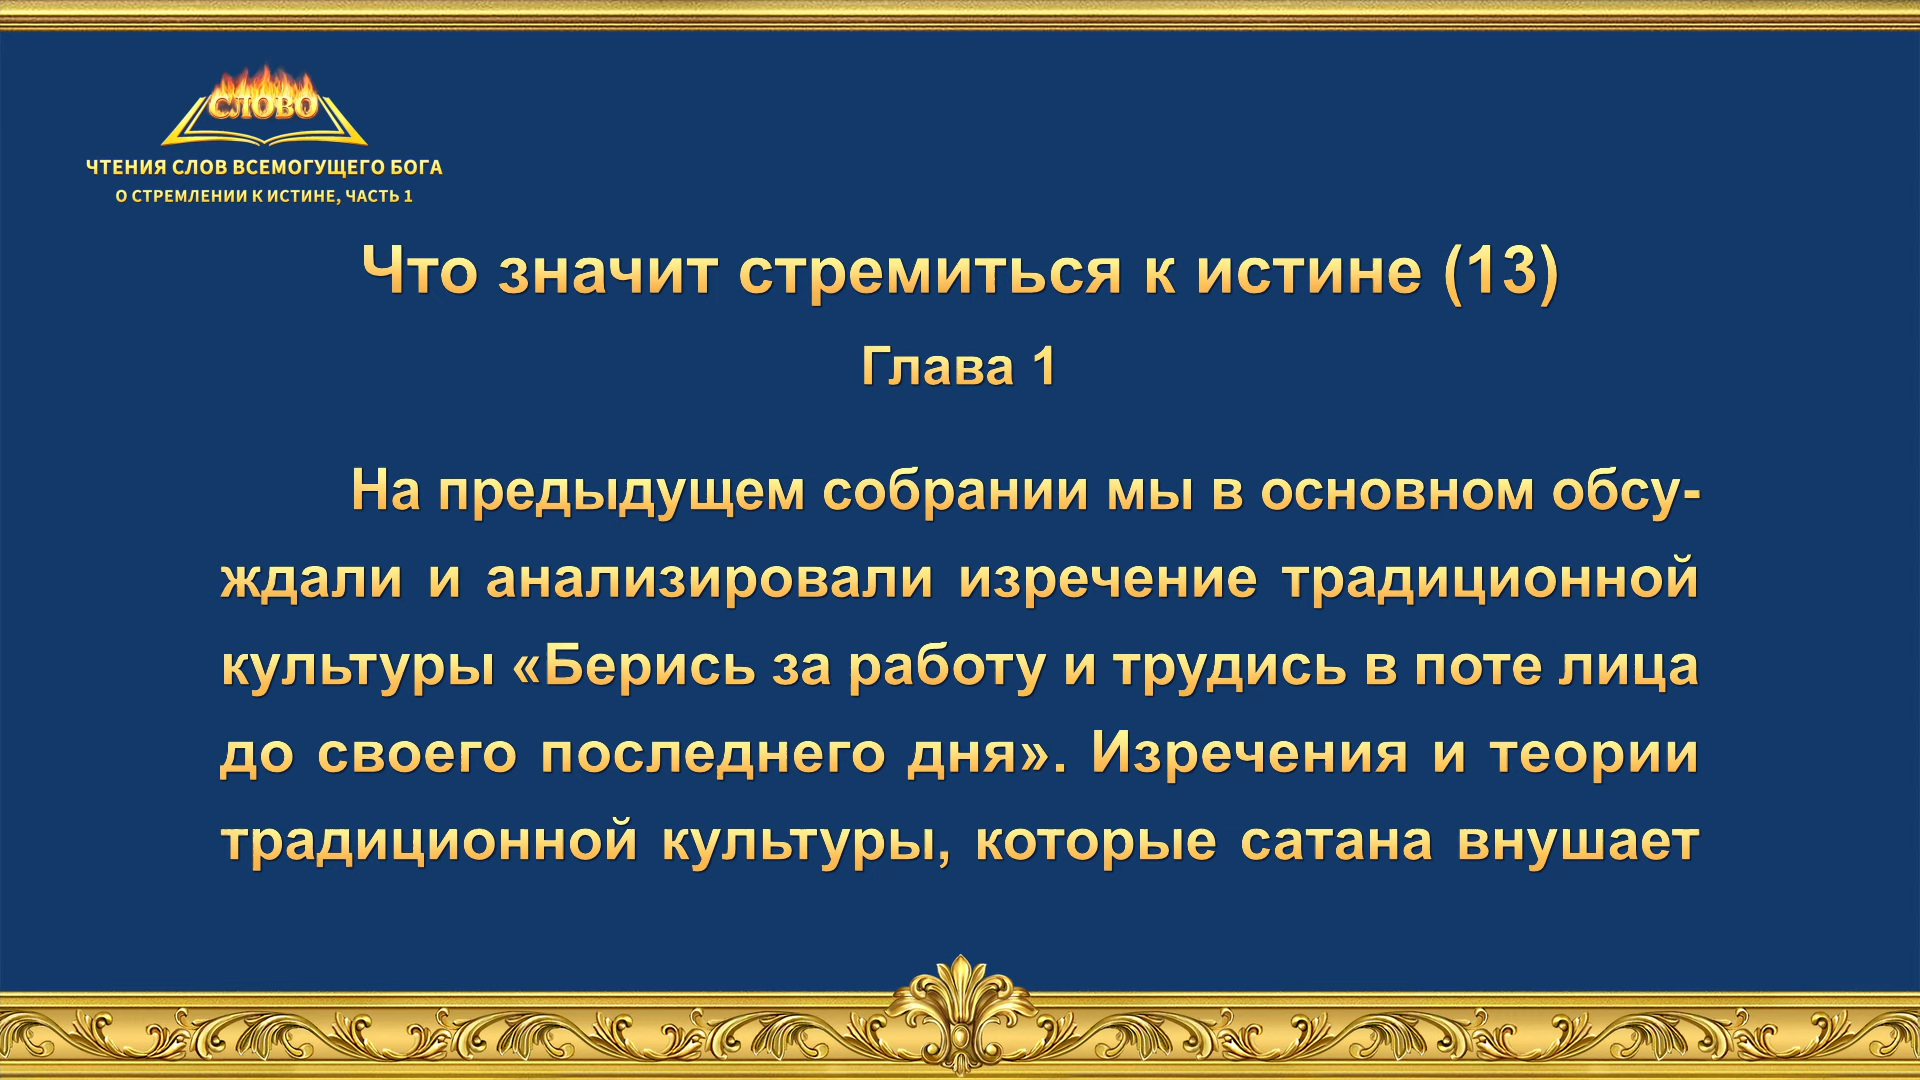 СЛОВО
ЧТЕНИЯ СЛОВ ВСЕМОГУЩЕГО БОГА
О СТРЕМЛЕНИИ К ИСТИНЕ, ЧАСТЬ 1
Что значит стремиться к истине (13)
Глава 1
На предыдущем собрании мы в основном обсу-
ждали и анализировали изречение традиционной
культуры «Берись за работу и трудись в поте лица
до своего последнего дня». Изречения и теории
традиционной культуры, которые сатана внушает